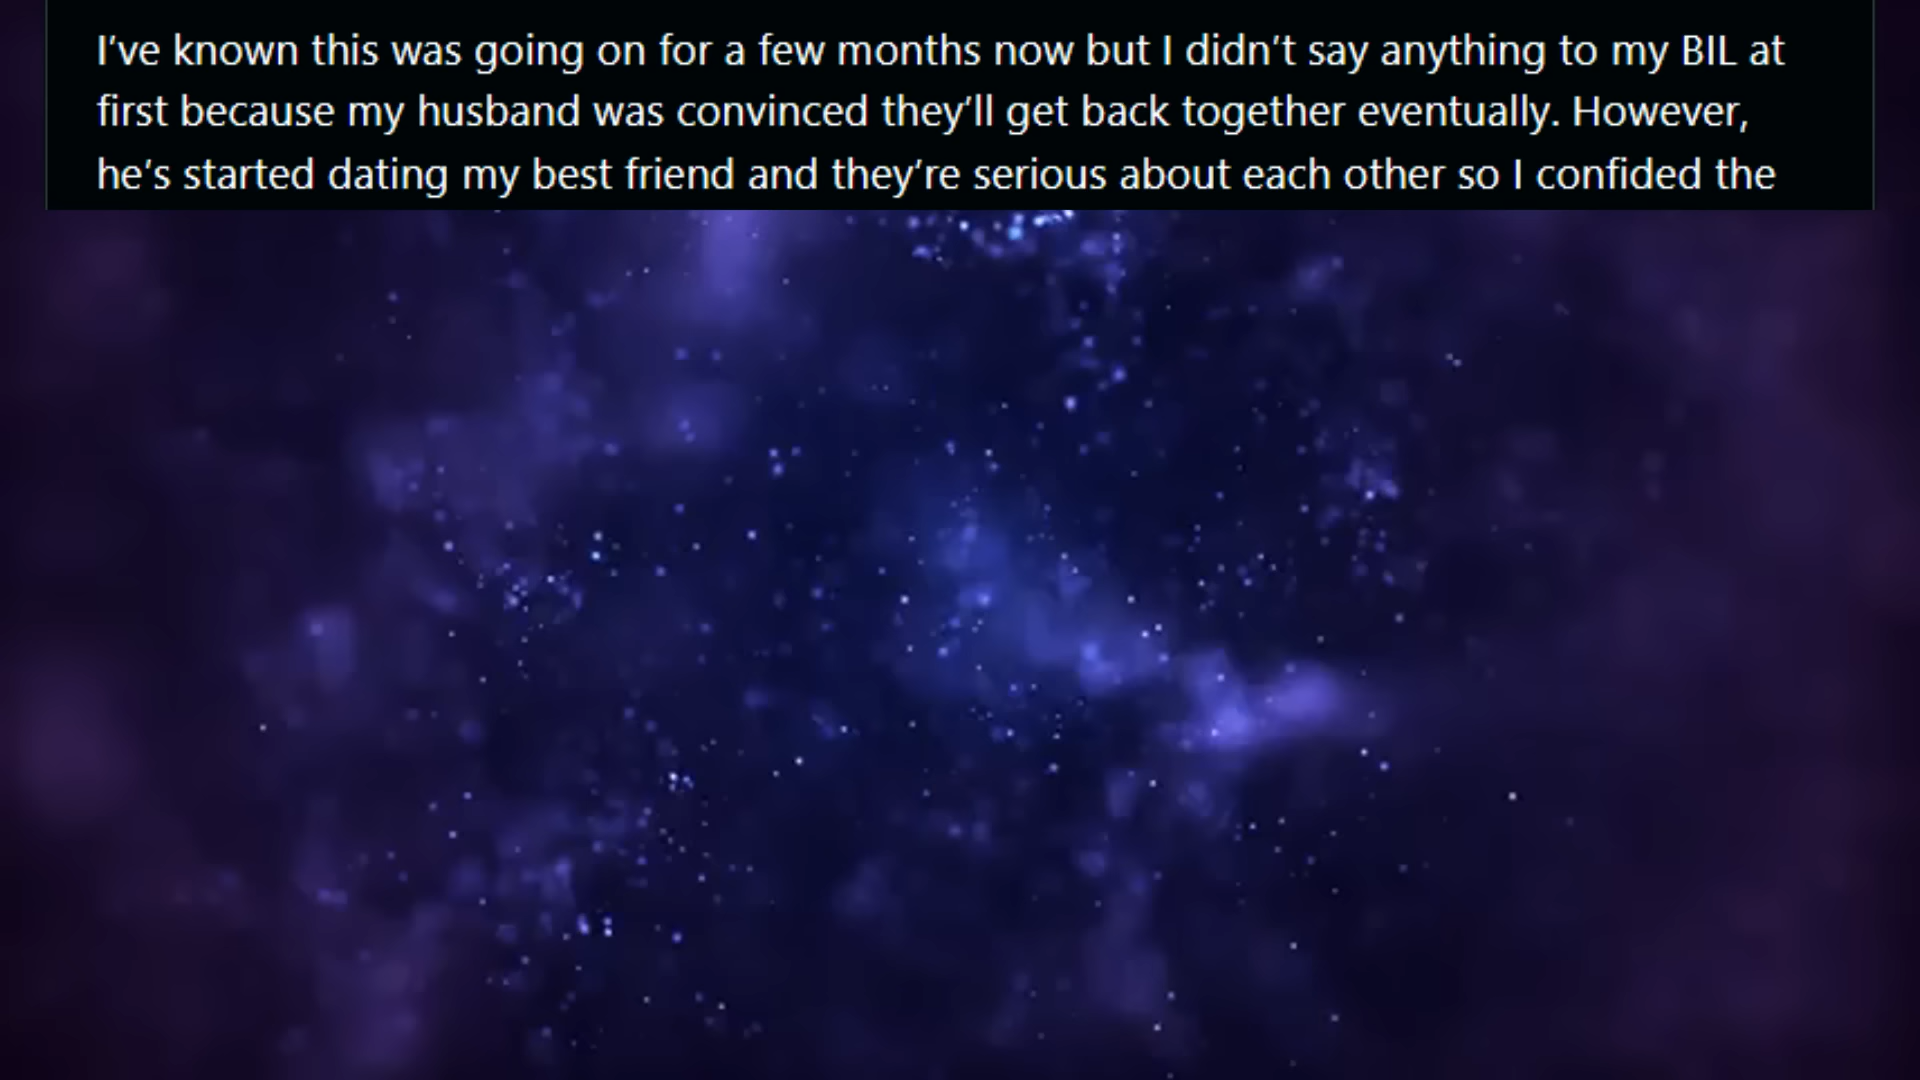 I’ve known this was going on for a few months now but I didn’t say anything to my BIL at
first because my husband was convinced they’ll get back together eventually. However,
he’s started dating my best friend and they’re serious about each other so I confided the